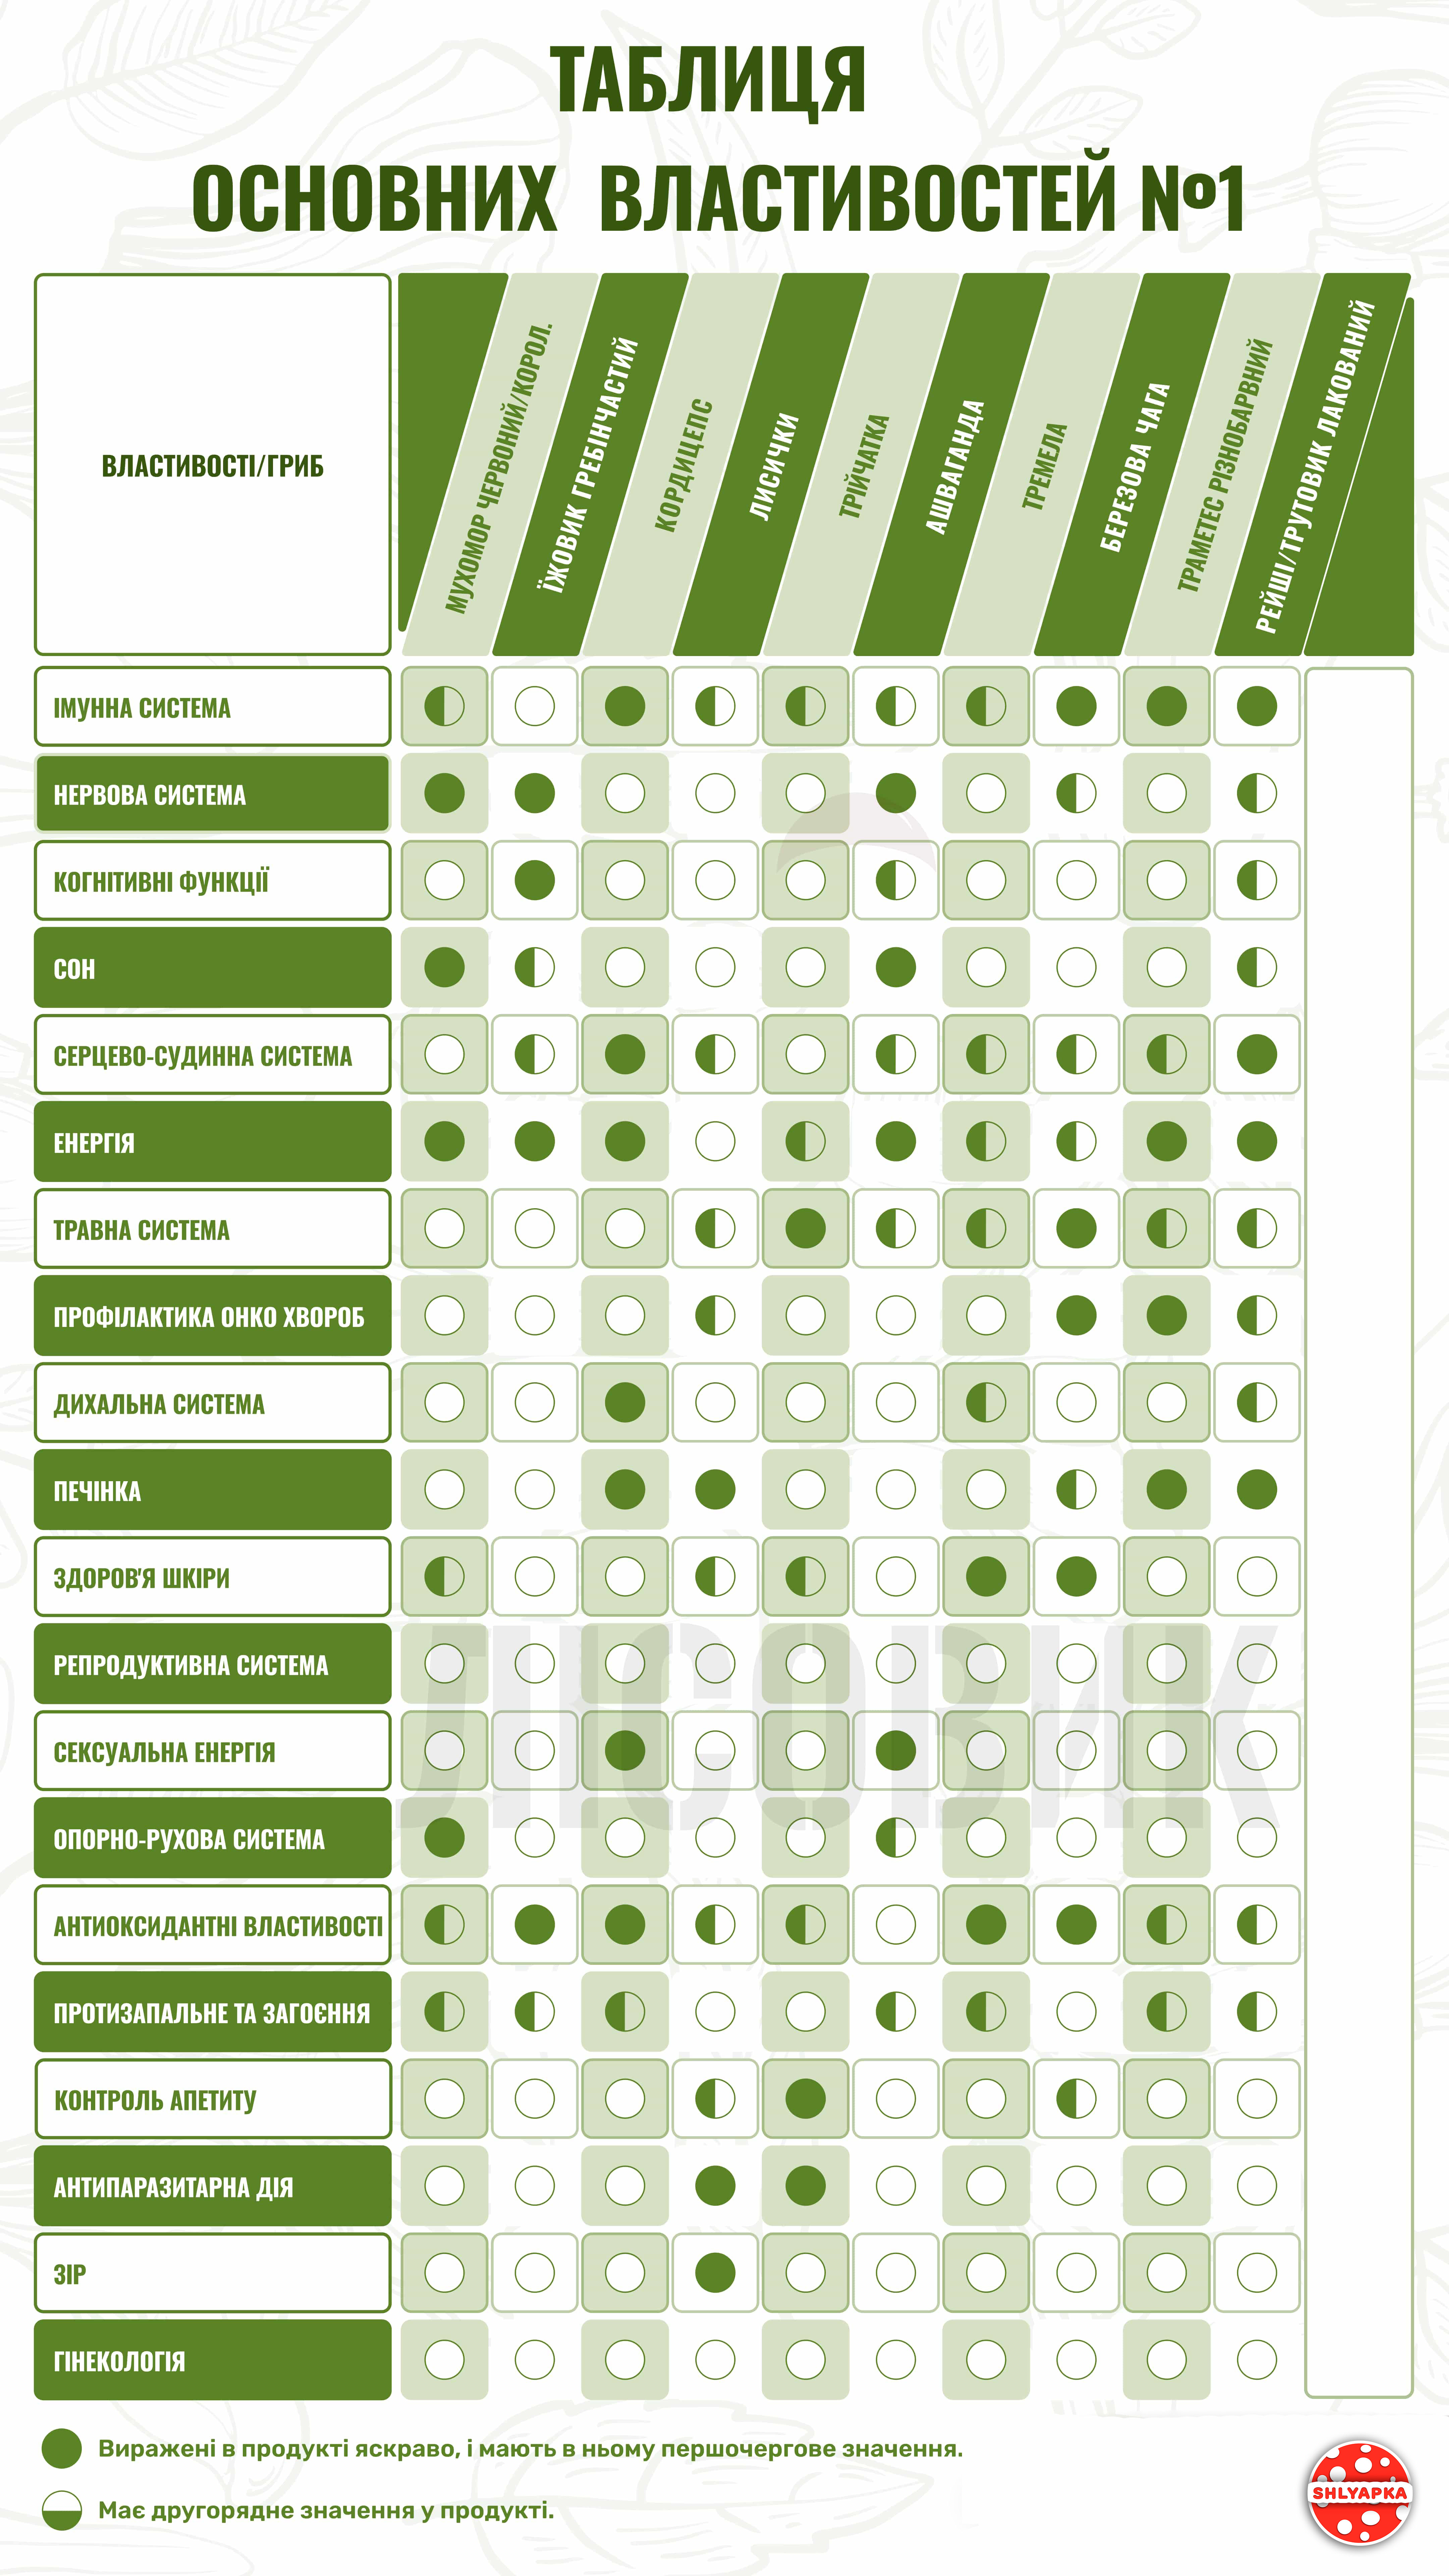 ТАБЛИЦЯ
ОСНОВНИХ ВЛАСТИВОСТЕЙ №1
ВЛАСТИВОСТІ/ГРИБ
МУХОМОР ЧЕРВОНИЙ/КОРОЛ.
ЇЖОВИК ГРЕБІНЧАСТИЙ
КОРДИЦЕПС
ЛИСИЧКИ
ТРІЙЧАТКА
АШВАГАНДА
ТРЕМЕЛА
БЕРЕЗОВА ЧАГА
ТРАМЕТЕС РІЗНОБАРВНИЙ
РЕЙШІ/ТРУТОВИК ЛАКОВАНИЙ
ІМУННА СИСТЕМА
НЕРВОВА СИСТЕМА
КОГНІТИВНІ ФУНКЦІЇ
СОН
СЕРЦЕВО-СУДИННА СИСТЕМА
ЕНЕРГІЯ
ТРАВНА СИСТЕМА
ПРОФІЛАКТИКА ОНКО ХВОРОБ
ДИХАЛЬНА СИСТЕМА
ПЕЧІНКА
ЗДОРОВ'Я ШКІРИ
РЕПРОДУКТИВНА СИСТЕМА
СЕКСУАЛЬНА ЕНЕРГІЯ
ОПОРНО-РУХОВА СИСТЕМА
АНТИОКСИДАНТНІ ВЛАСТИВОСТІ
ПРОТИЗАПАЛЬНЕ ТА ЗАГОЄННЯ
КОНТРОЛЬ АПЕТИТУ
АНТИПАРАЗИТАРНА ДІЯ
ЗІР
ГІНЕКОЛОГІЯ
ЛІСОВИК
Виражені в продукті яскраво, і мають в ньому першочергове значення.
Має другорядне значення у продукті.
SHLYAPKA